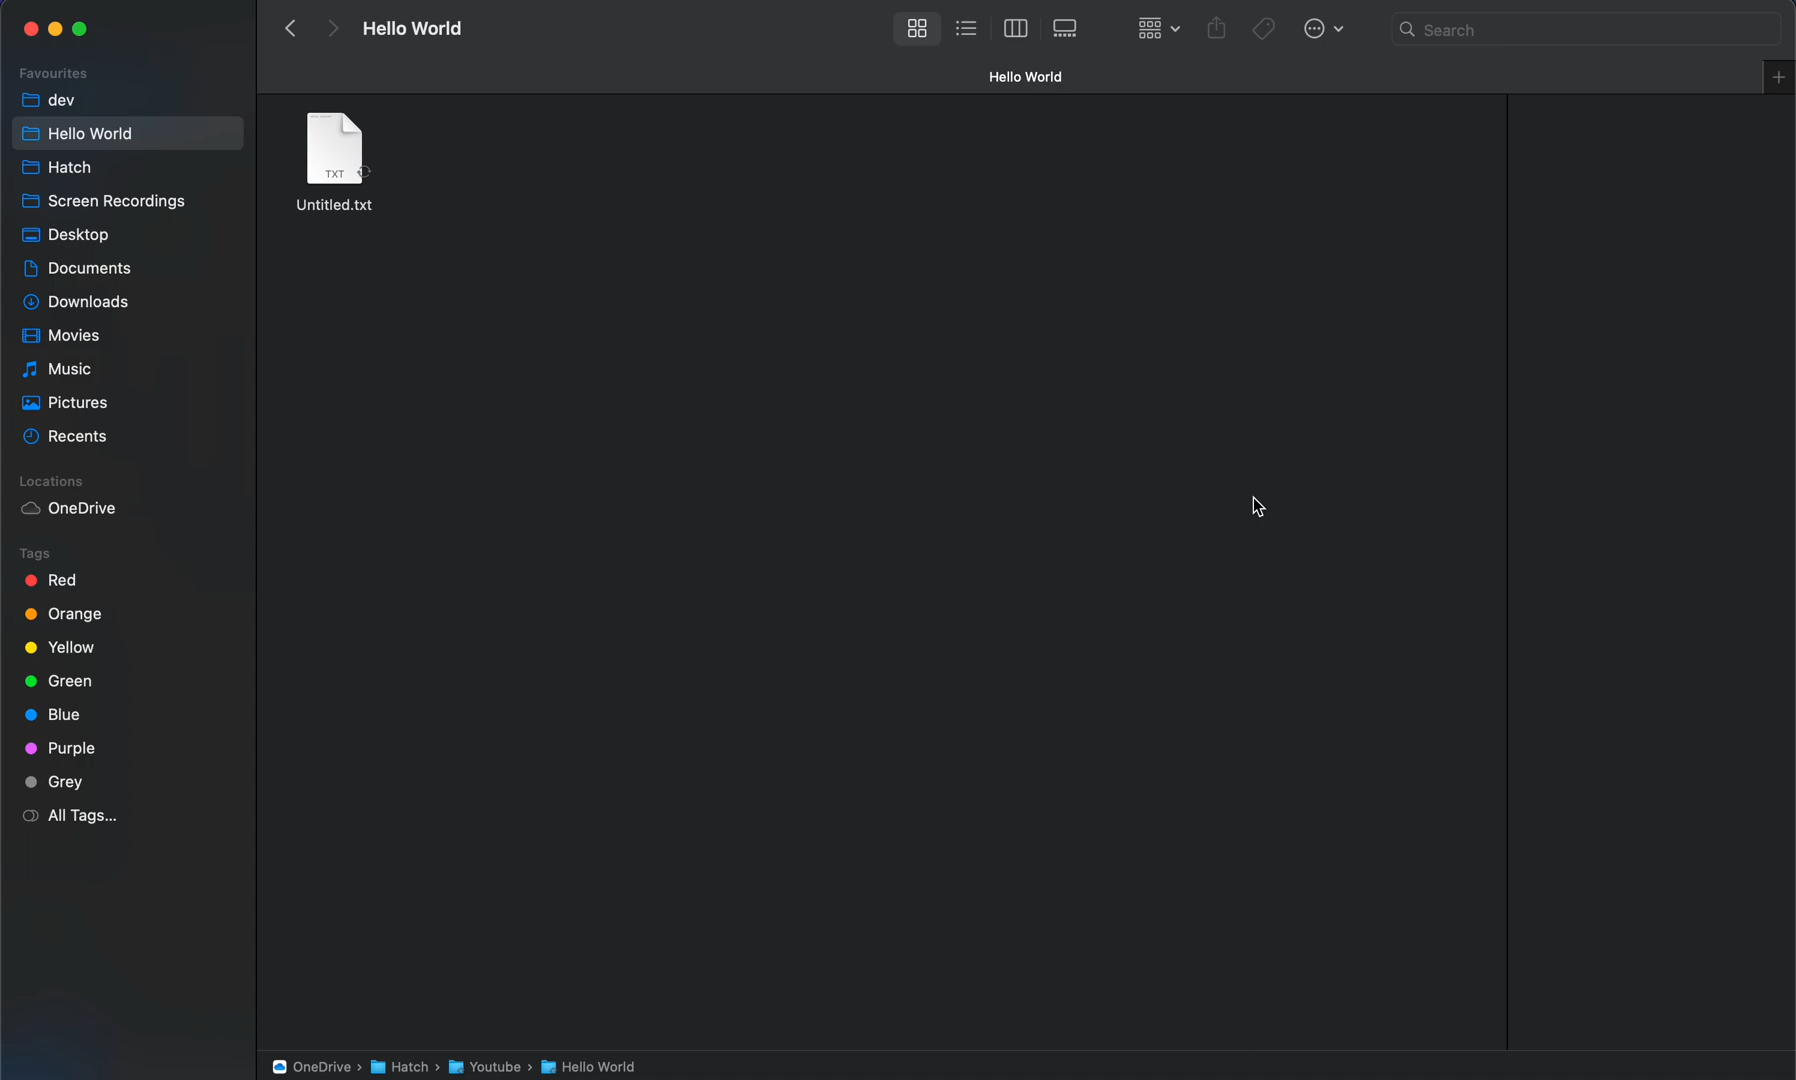 Hello World
Search
Hello World
Favourites
dev
Hello World
Hatch
Screen Recordings
Desktop
Documents
Downloads
Movies
Music
Pictures
Recents
Locations
OneDrive
Tags
Red
Orange
Yellow
Green
Blue
Purple
Grey
All Tags...
TXT
Untitled.txt
OneDrive › Hatch › Youtube › Hello World